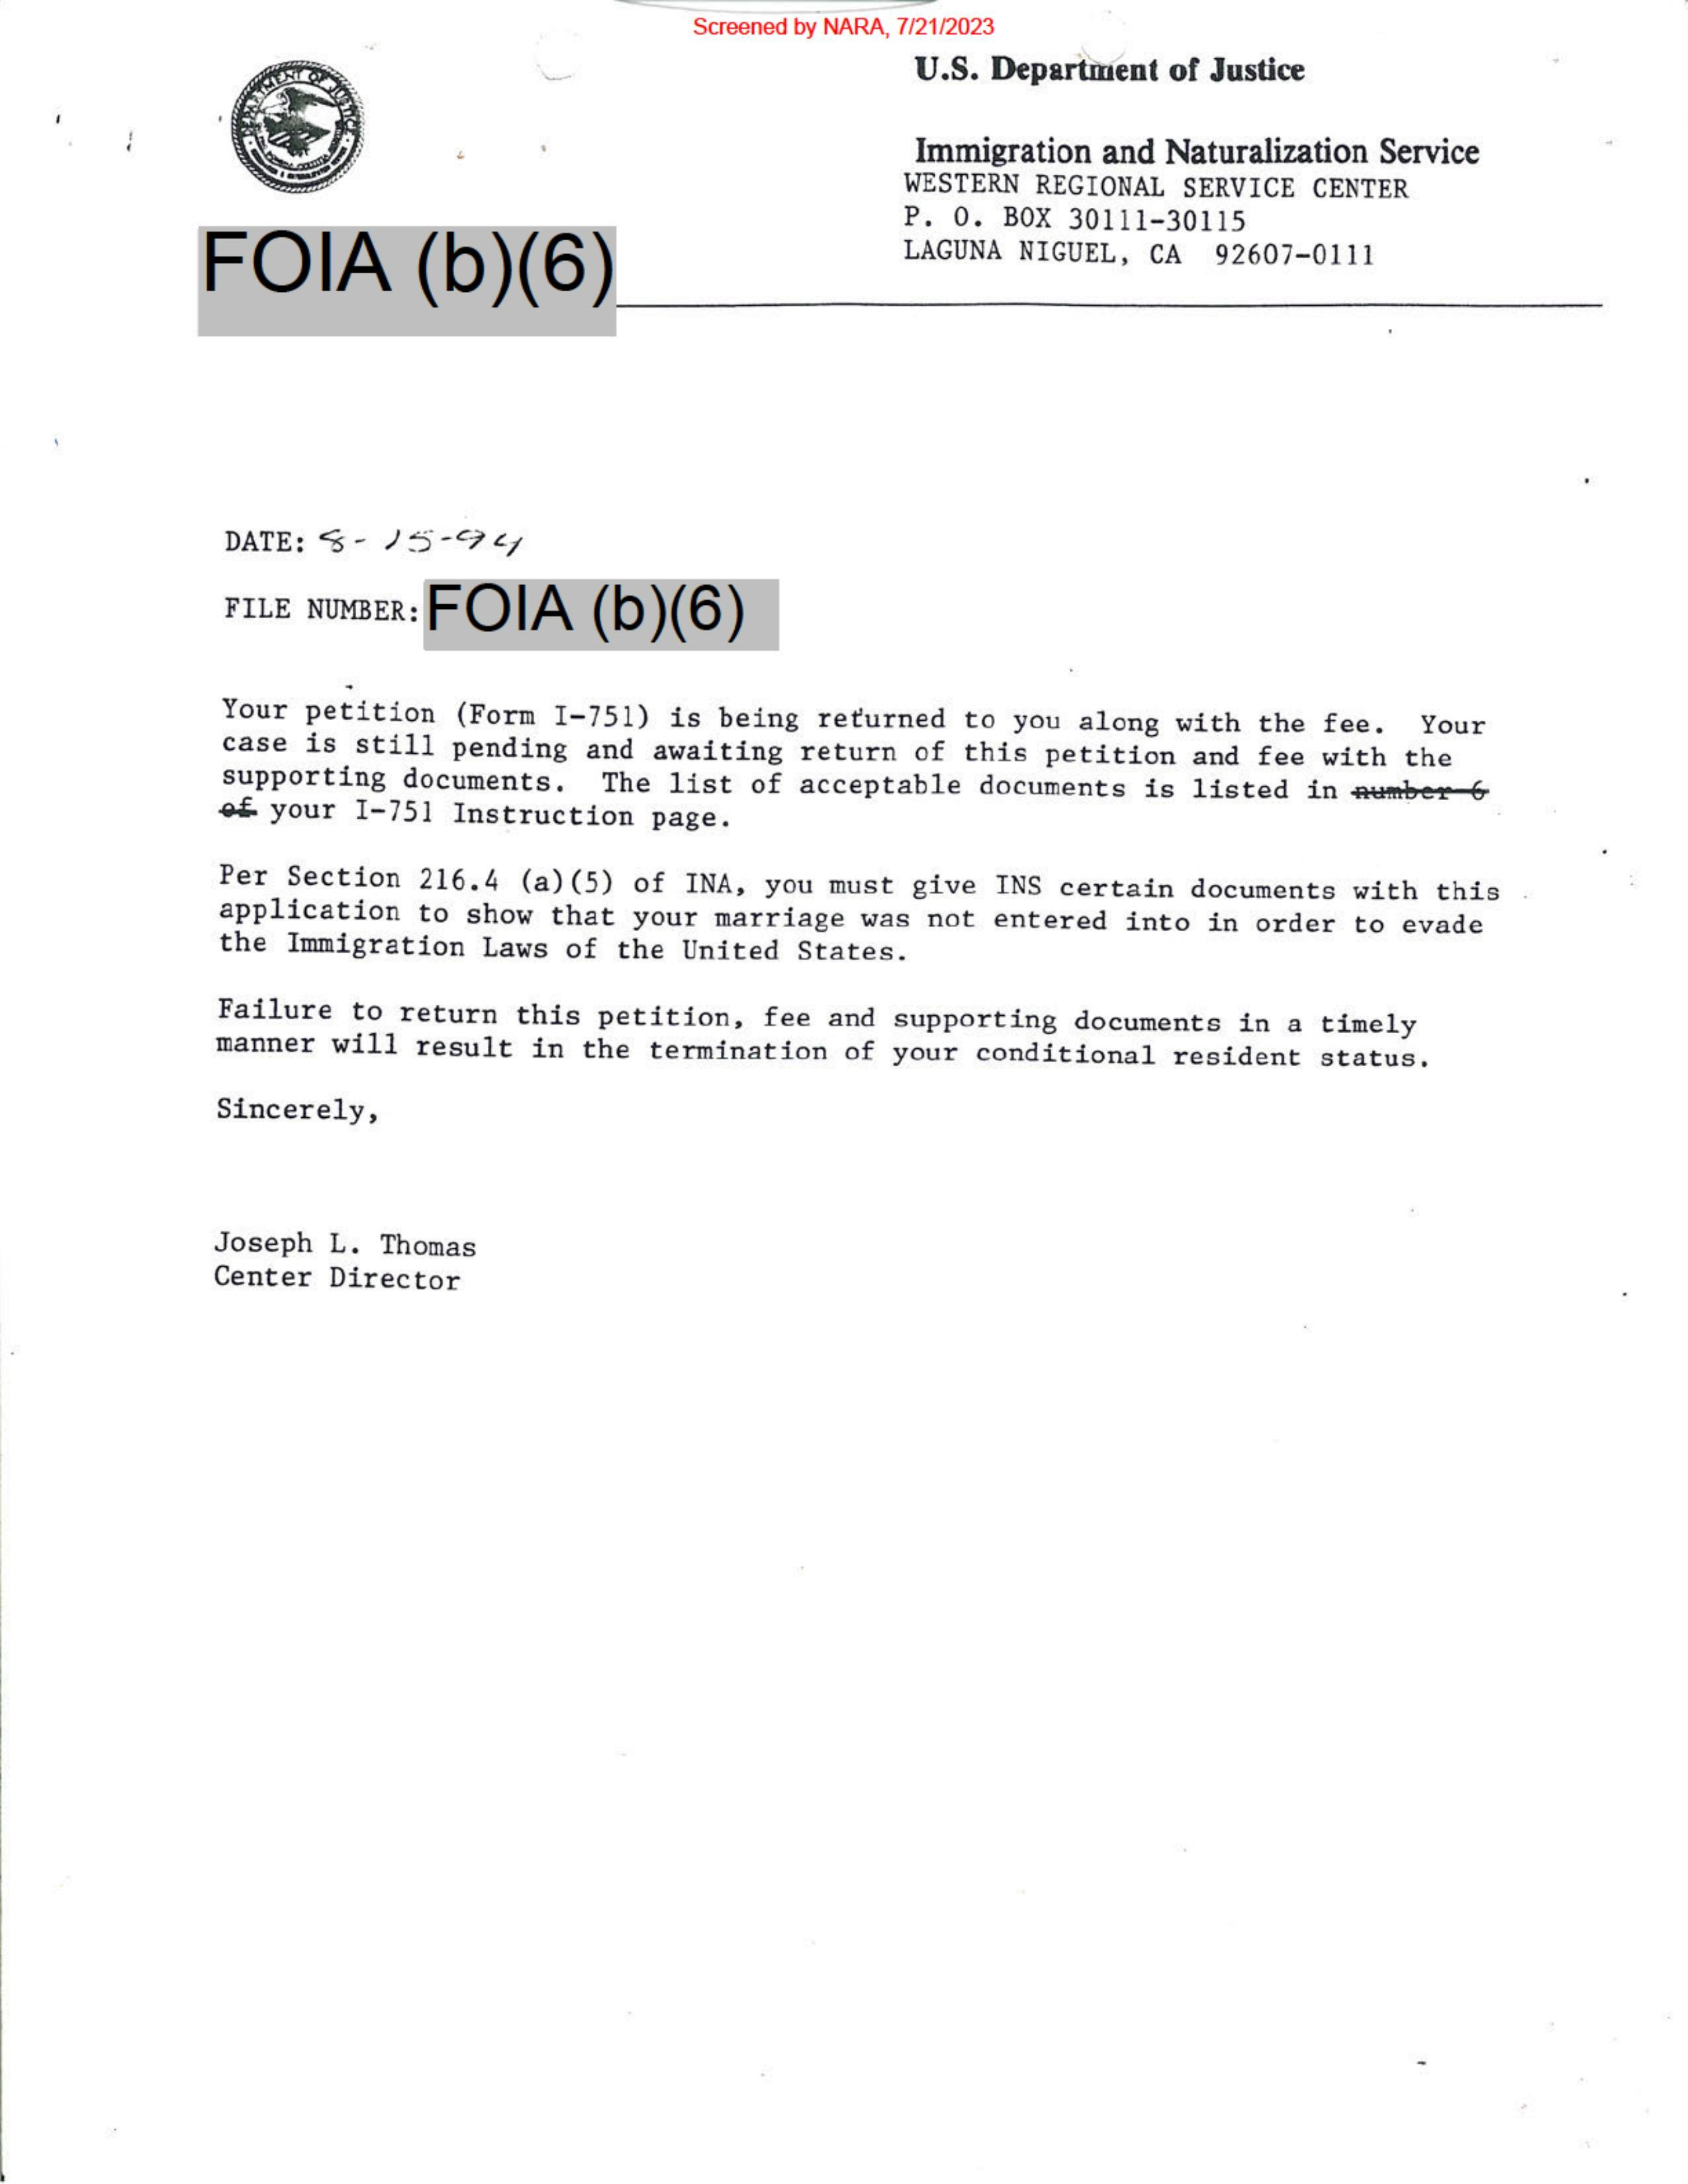 Screened by NARA, 7/21/2023
DEPARTMENT OF JUSTICE
U.S. Department of Justice
Immigration and Naturalization Service
WESTERN REGIONAL SERVICE CENTER
P. O. BOX 30111-30115
LAGUNA NIGUEL, CA 92607-0111
FOIA (b)(6)
DATE: 8-15-94
FILE NUMBER: FOIA (b)(6)
Your petition (Form I-751) is being returned to you along with the fee. Your
case is still pending and awaiting return of this petition and fee with the
supporting documents. The list of acceptable documents is listed in number 6
of your I-751 Instruction page.
Per Section 216.4 (a)(5) of INA, you must give INS certain documents with this
application to show that your marriage was not entered into in order to evade
the Immigration Laws of the United States.
Failure to return this petition, fee and supporting documents in a timely
manner will result in the termination of your conditional resident status.
Sincerely,
Joseph L. Thomas
Center Director